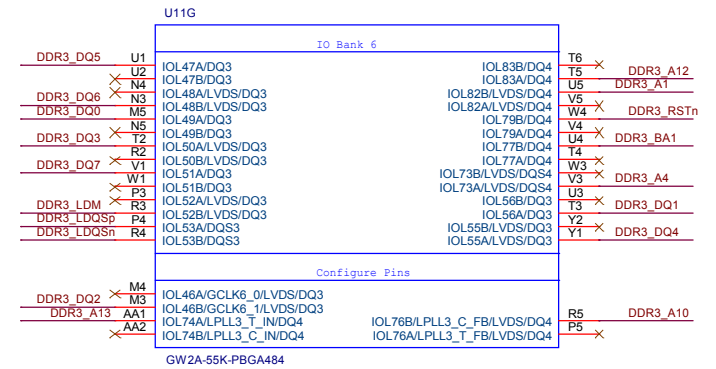 U11G
IO Bank 6
DDR3_DQ5 U1 IOL47A/DQ3 IOL83B/DQ4 T6
U2 IOL47B/DQ3 IOL83A/DQ4 T5 DDR3_A12
N4 IOL48A/LVDS/DQ3 IOL82B/LVDS/DQ4 U5 DDR3_A1
DDR3_DQ6 N3 IOL48B/LVDS/DQ3 IOL82A/LVDS/DQ4 V5
DDR3_DQ0 M5 IOL49A/DQ3 IOL79B/DQ4 W4 DDR3_RSTn
N5 IOL49B/DQ3 IOL79A/DQ4 V4
DDR3_DQ3 T2 IOL50A/LVDS/DQ3 IOL77B/DQ4 U4 DDR3_BA1
R2 IOL50B/LVDS/DQ3 IOL77A/DQ4 T4
DDR3_DQ7 V1 IOL51A/DQ3 IOL73B/LVDS/DQS4 W3
W1 IOL51B/DQ3 IOL73A/LVDS/DQS4 V3 DDR3_A4
P3 IOL52A/LVDS/DQ3 IOL56B/DQ3 U3
DDR3_LDM R3 IOL52B/LVDS/DQ3 IOL56A/DQ3 T3 DDR3_DQ1
DDR3_LDQSp P4 IOL53A/DQS3 IOL55B/LVDS/DQ3 Y2
DDR3_LDQSn R4 IOL53B/DQS3 IOL55A/LVDS/DQ3 Y1 DDR3_DQ4
Configure Pins
M4 IOL46A/GCLK6_0/LVDS/DQ3
DDR3_DQ2 M3 IOL46B/GCLK6_1/LVDS/DQ3
DDR3_A13 AA1 IOL74A/LPLL3_T_IN/DQ4 IOL76B/LPLL3_C_FB/LVDS/DQ4 R5 DDR3_A10
AA2 IOL74B/LPLL3_C_IN/DQ4 IOL76A/LPLL3_T_FB/LVDS/DQ4 P5
GW2A-55K-PBGA484